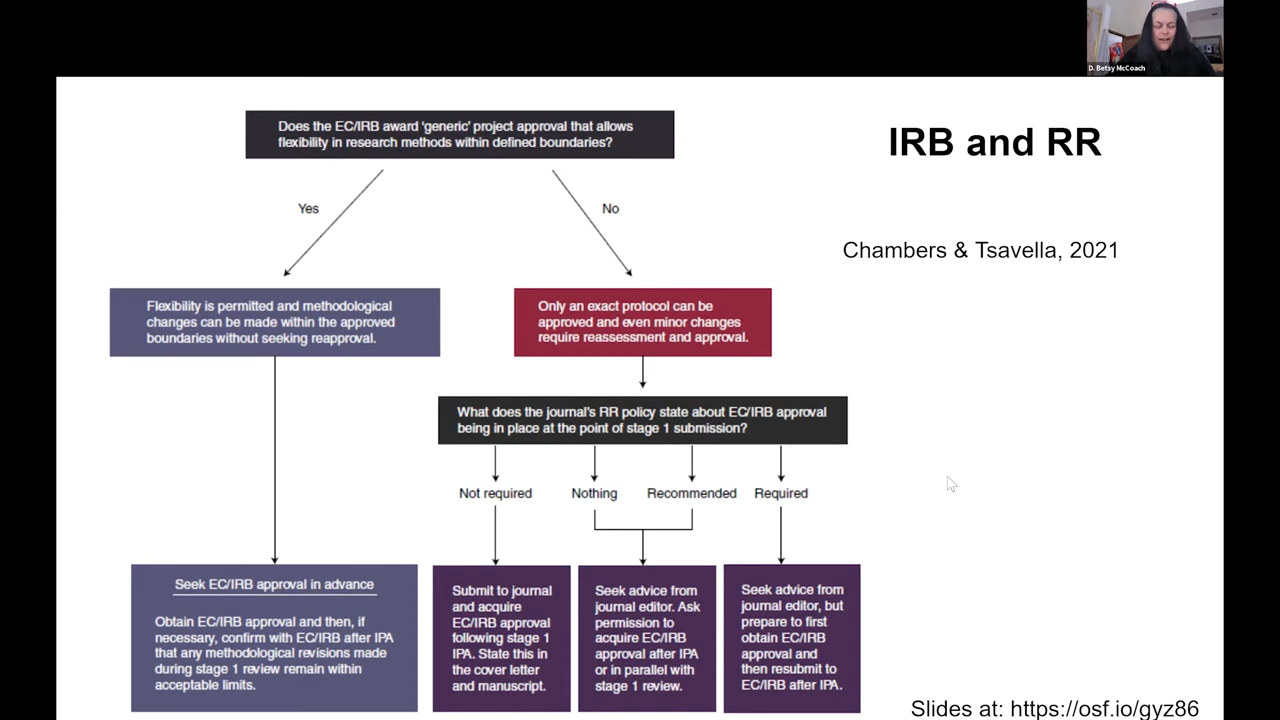 D. Betsy McCoach
Does the EC/IRB award ‘generic’ project approval that allows
flexibility in research methods within defined boundaries?
IRB and RR
Yes
No
Chambers & Tsavella, 2021
Flexibility is permitted and methodological
changes can be made within the approved
boundaries without seeking reapproval.
Only an exact protocol can be
approved and even minor changes
require reassessment and approval.
What does the journal’s RR policy state about EC/IRB approval
being in place at the point of stage 1 submission?
Not required
Nothing
Recommended
Required
Seek EC/IRB approval in advance
Obtain EC/IRB approval and then, if
necessary, confirm with EC/IRB after IPA
that any methodological revisions made
during stage 1 review remain within
acceptable limits.
Submit to journal
and acquire
EC/IRB approval
following stage 1
IPA. State this in
the cover letter
and manuscript.
Seek advice from
journal editor. Ask
permission to
acquire EC/IRB
approval after IPA
or in parallel with
stage 1 review.
Seek advice from
journal editor, but
prepare to first
obtain EC/IRB
approval and
then resubmit to
EC/IRB after IPA.
Slides at: https://osf.io/gyz86